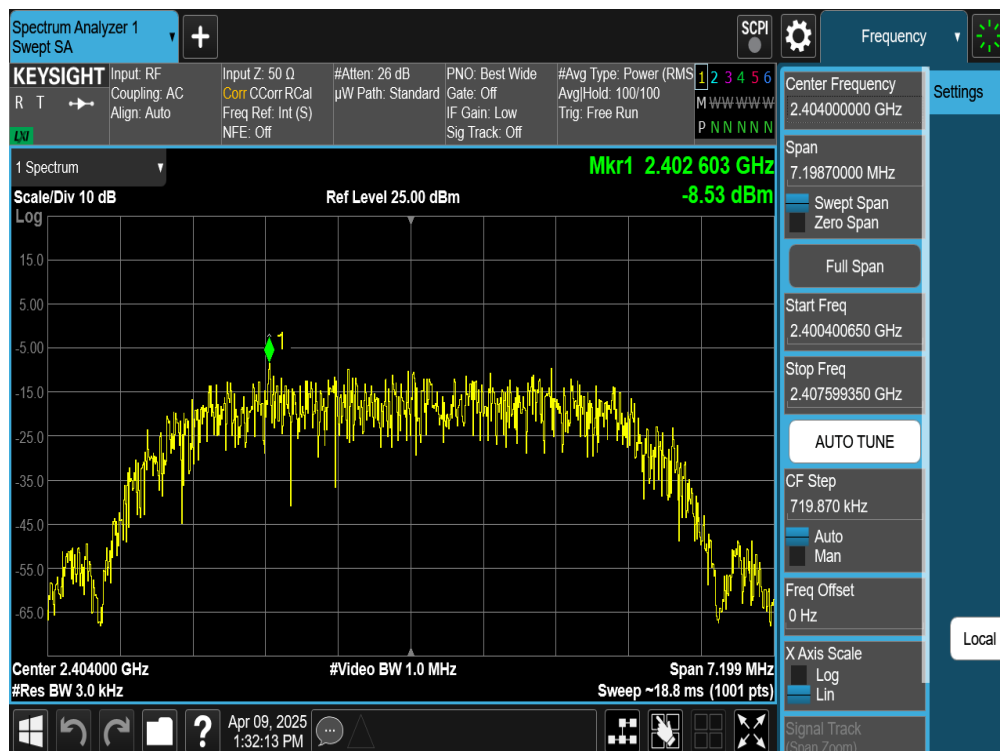 Spectrum Analyzer 1
Swept SA
+
SCPI
Frequency
KEYSIGHT
R T
LXI
Input: RF
Coupling: AC
Align: Auto
Input Z: 50 Ω
Corr CCorr RCal
Freq Ref: Int (S)
NFE: Off
#Atten: 26 dB
µW Path: Standard
PNO: Best Wide
Gate: Off
IF Gain: Low
Sig Track: Off
#Avg Type: Power (RMS
Avg|Hold: 100/100
Trig: Free Run
1 2 3 4 5 6
M W W W W W W
P N N N N N
1 Spectrum
Mkr1 2.402 603 GHz
-8.53 dBm
Scale/Div 10 dB
Ref Level 25.00 dBm
Log
15.0
5.00
-5.00
-15.0
-25.0
-35.0
-45.0
-55.0
-65.0
1
Center 2.404000 GHz
#Video BW 1.0 MHz
Span 7.199 MHz
#Res BW 3.0 kHz
Sweep ~18.8 ms (1001 pts)
Center Frequency
2.404000000 GHz
Span
7.19870000 MHz
Swept Span
Zero Span
Full Span
Start Freq
2.400400650 GHz
Stop Freq
2.407599350 GHz
AUTO TUNE
CF Step
719.870 kHz
Auto
Man
Freq Offset
0 Hz
X Axis Scale
Log
Lin
Signal Track
(Span Zoom)
Settings
Local
?
Apr 09, 2025
1:32:13 PM